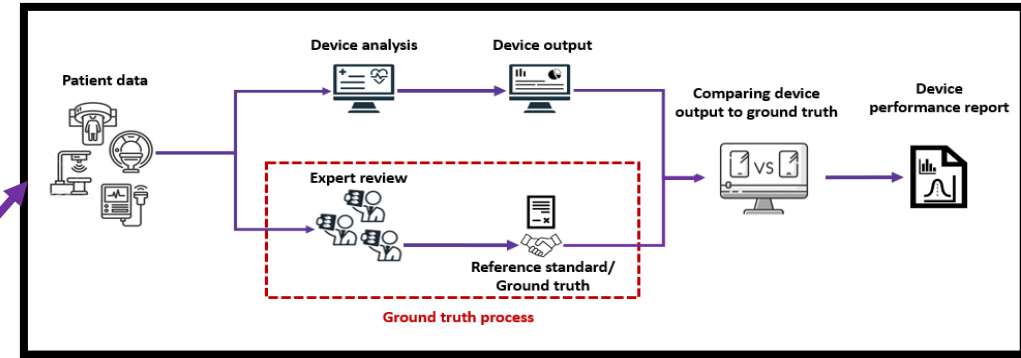 Patient data
Device analysis
Device output
Expert review
Reference standard/
Ground truth
Ground truth process
Comparing device
output to ground truth
VS
Device
performance report